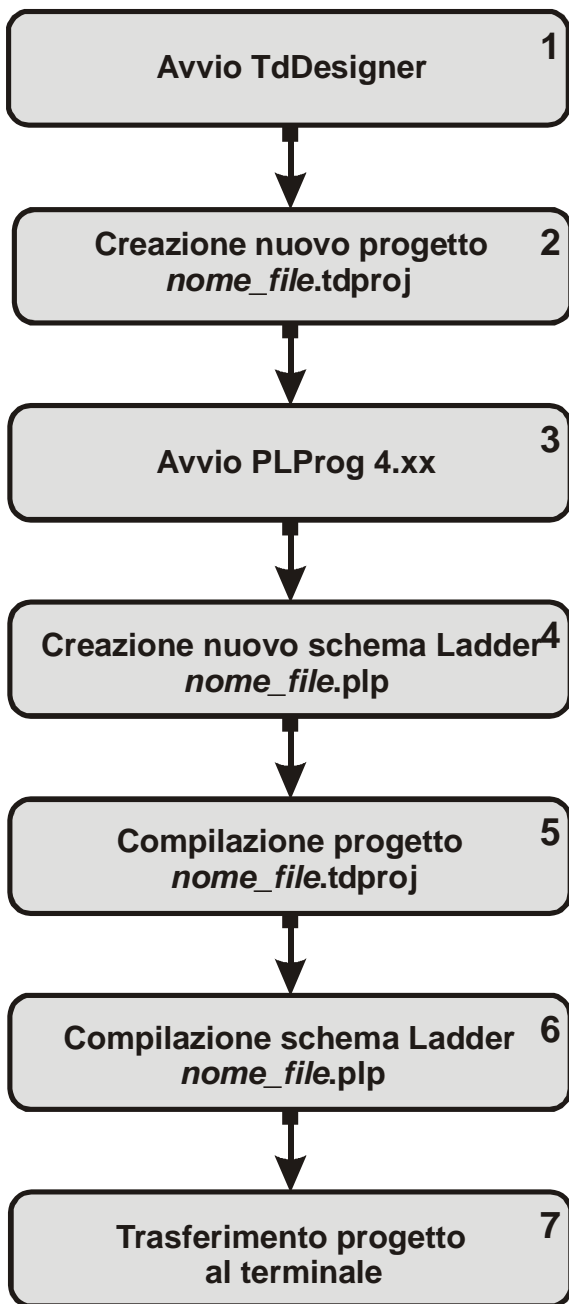 1
Avvio TdDesigner
2
Creazione nuovo progetto
nome_file.tdproj
3
Avvio PLProg 4.xx
4
Creazione nuovo schema Ladder
nome_file.plp
5
Compilazione progetto
nome_file.tdproj
6
Compilazione schema Ladder
nome_file.plp
7
Trasferimento progetto
al terminale